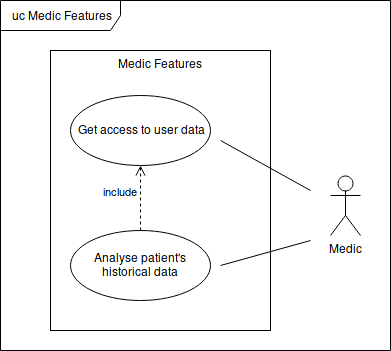 uc Medic Features
Medic Features
Get access to user data
include
Analyse patient's
historical data
Medic